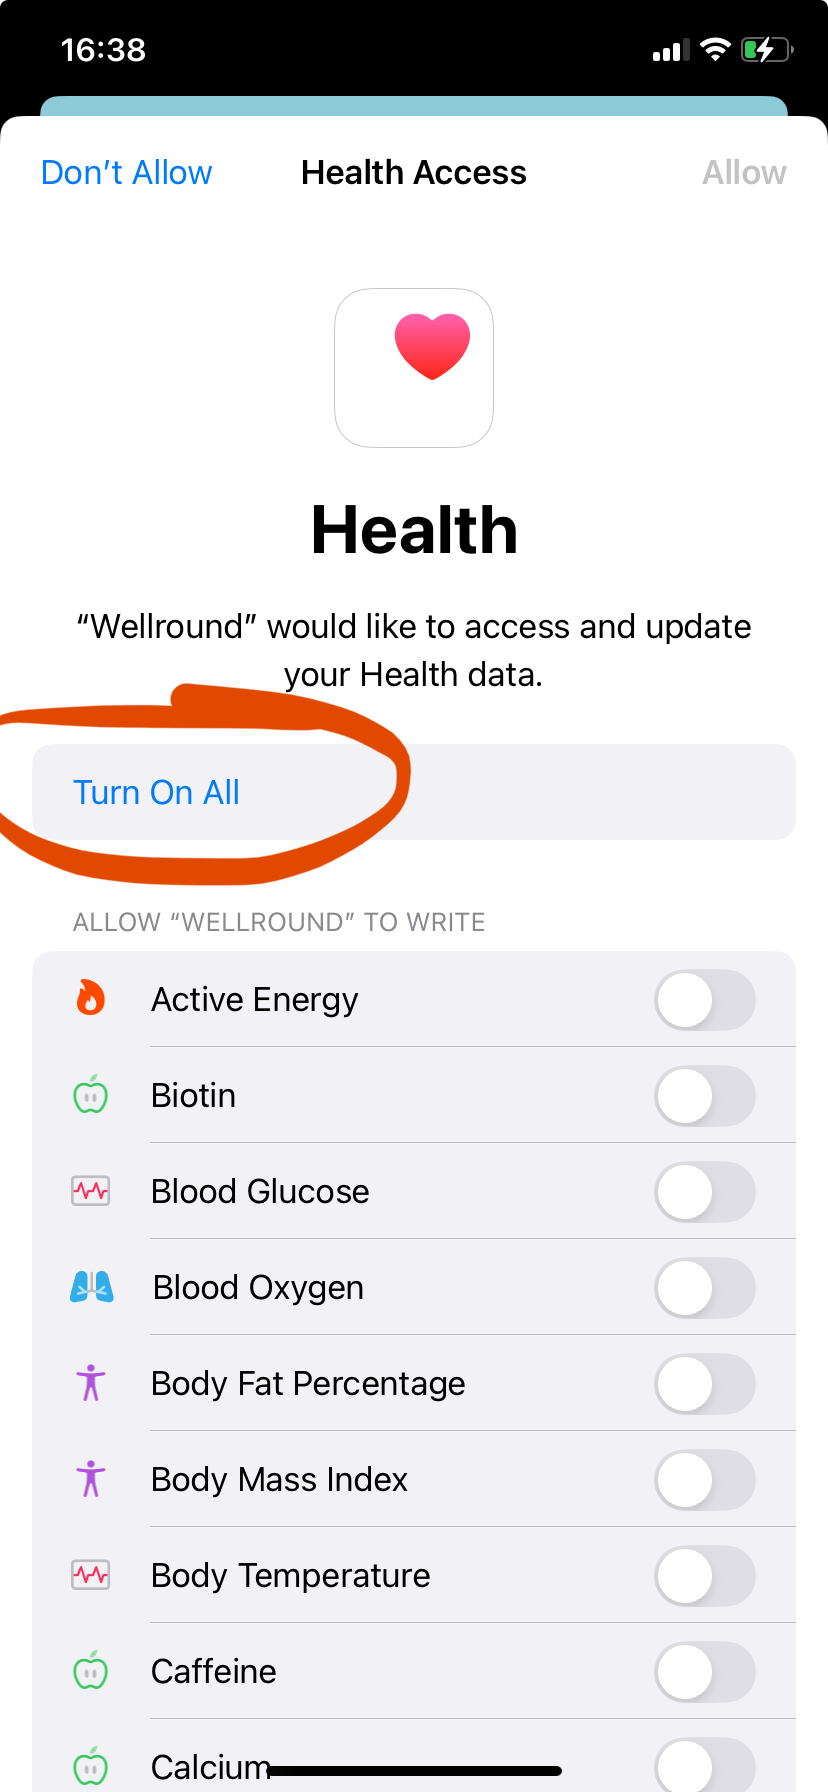 16:38
Don’t Allow Health Access Allow
Health
“Wellround” would like to access and update
your Health data.
Turn On All
ALLOW “WELLROUND” TO WRITE
Active Energy
Biotin
Blood Glucose
Blood Oxygen
Body Fat Percentage
Body Mass Index
Body Temperature
Caffeine
Calcium